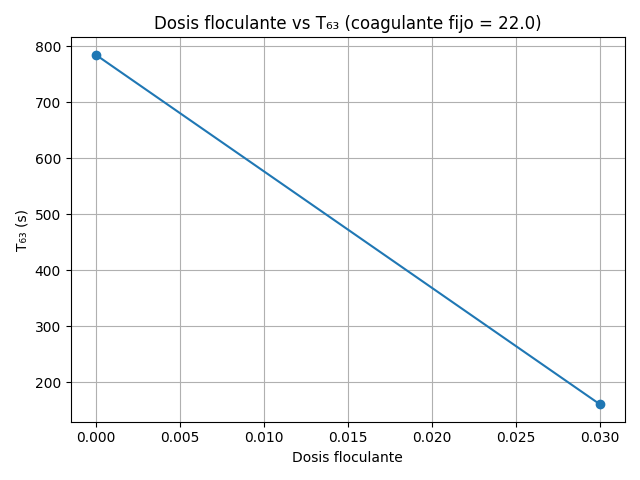 Dosis floculante vs T₆₃ (coagulante fijo = 22.0)
800
700
600
500
400
300
200
T₆₃ (s)
0.000 0.005 0.010 0.015 0.020 0.025 0.030
Dosis floculante